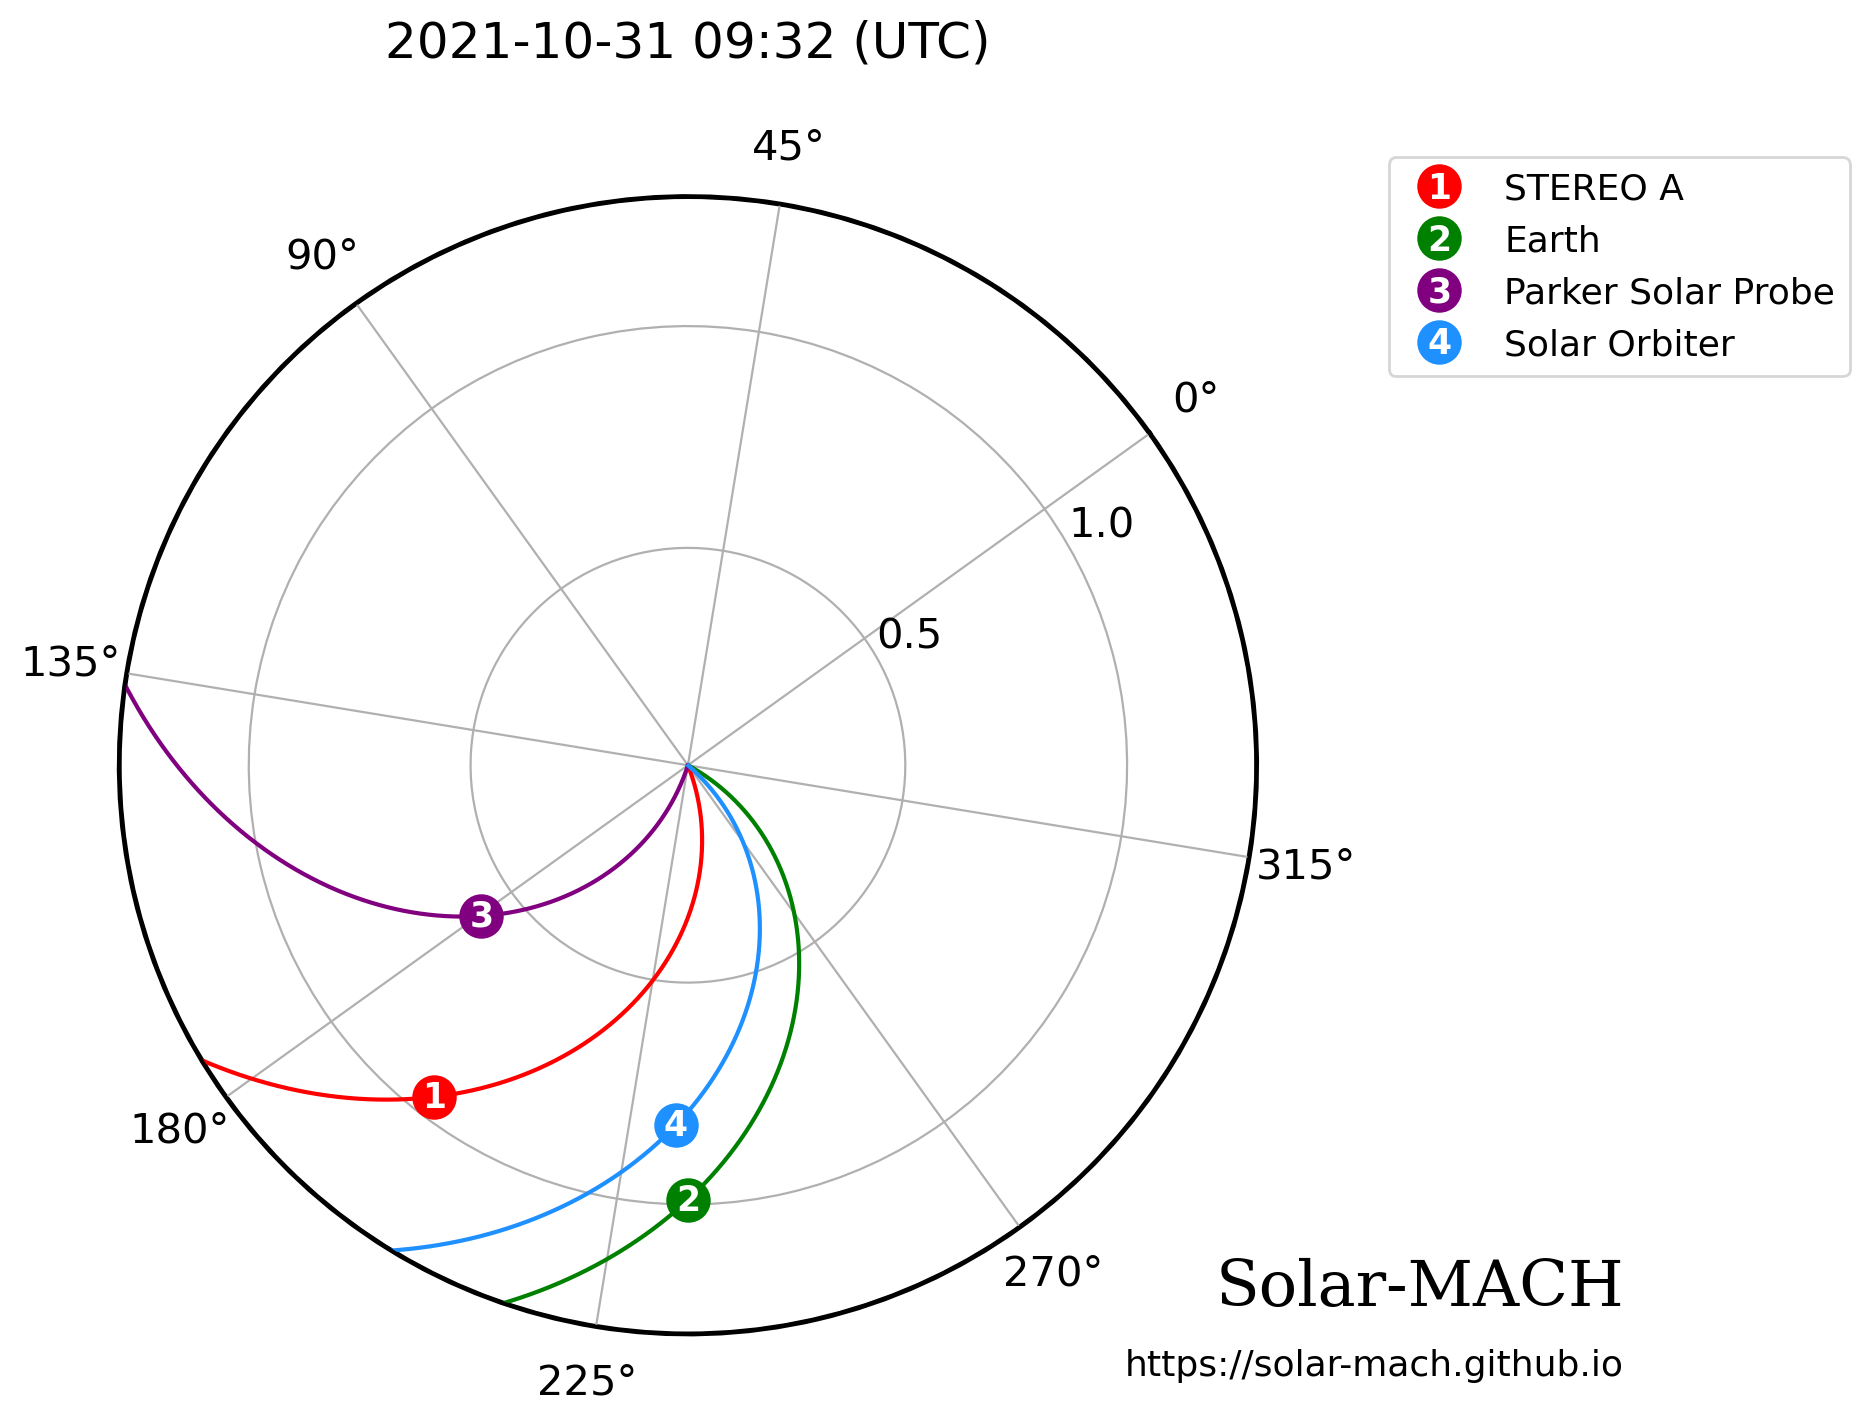 2021-10-31 09:32 (UTC)
45°
90°
0°
1.0
0.5
135°
315°
180°
270°
225°
1 STEREO A
2 Earth
3 Parker Solar Probe
4 Solar Orbiter
3
1
4
2
Solar-MACH
https://solar-mach.github.io